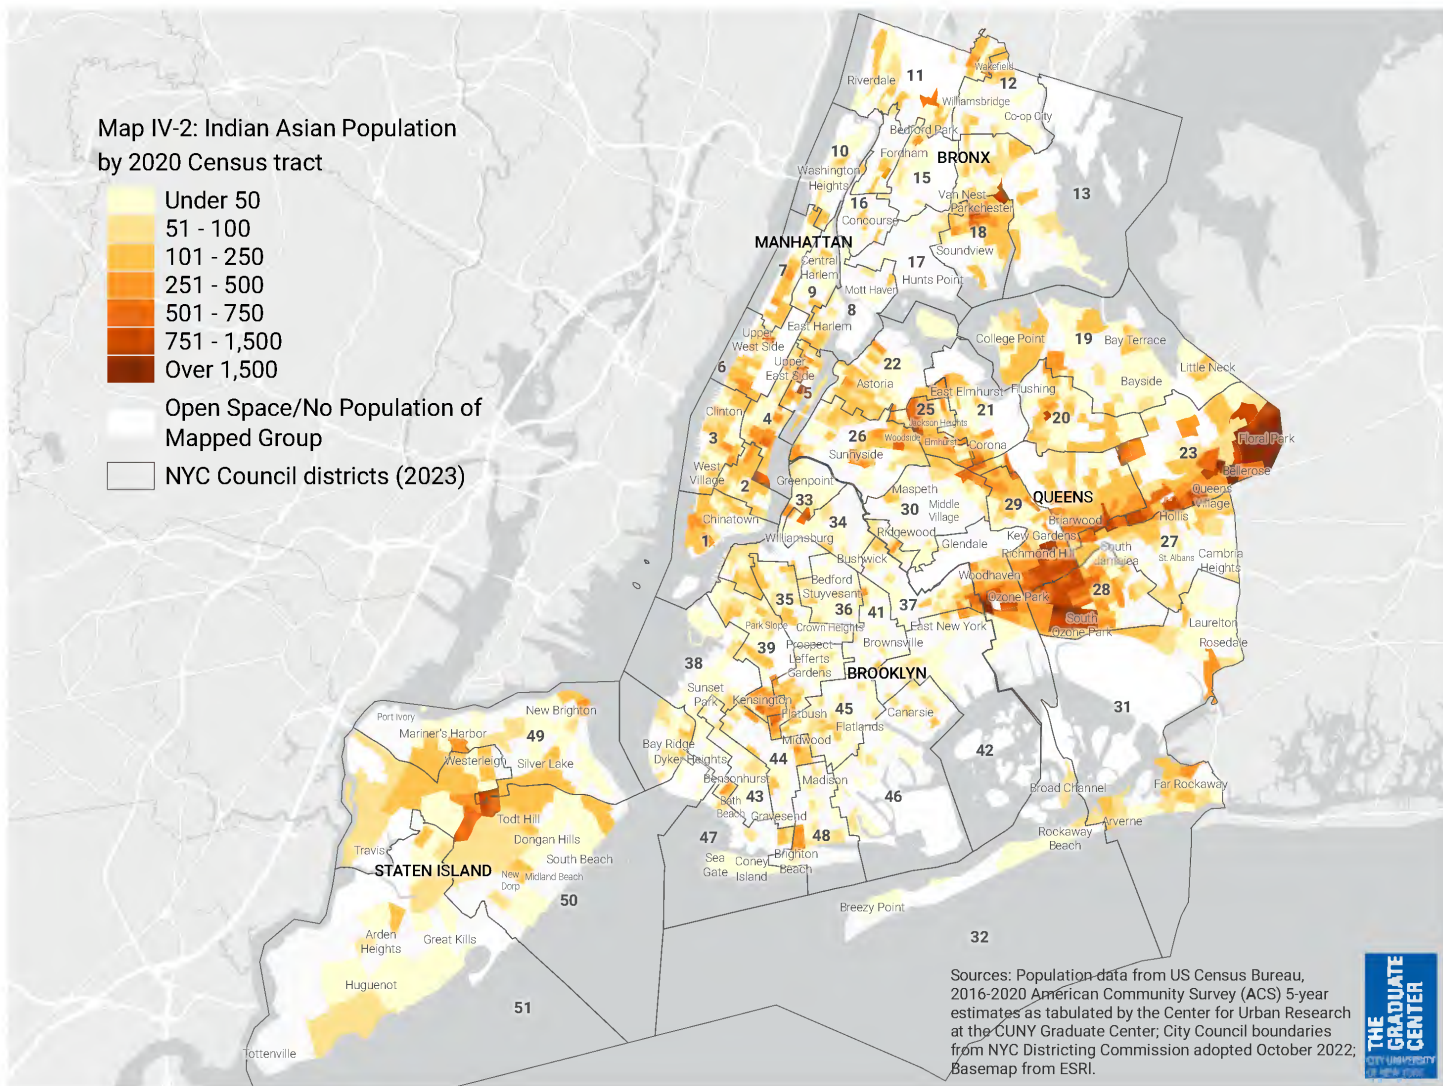 Map IV-2: Indian Asian Population
by 2020 Census tract
Under 50
51 - 100
101 - 250
251 - 500
501 - 750
751 - 1,500
Over 1,500
Open Space/No Population of
Mapped Group
NYC Council districts (2023)
Riverdale
11
Wakefield
12
Williamsbridge
Co-op City
Bedford Park
10
Fordham
BRONX
Washington
Heights
15
13
Van Nest
16
Parkchester
Concourse
18
MANHATTAN
Soundview
7
Central
Harlem
17
Hunts Point
9
Mott Haven
8
East Harlem
Upper
West Side
College Point
19
Bay Terrace
6
Upper
East Side
22
Little Neck
5
Astoria
East Elmhurst
Flushing
Bayside
Clinton
4
25
21
20
Jackson Heights
3
26
Woodside
Elmhurst
Corona
Floral Park
Sunnyside
23
West
Village
Bellerose
2
Greenpoint
Maspeth
QUEENS
Queens
Village
33
29
Middle
Village
30
Chinatown
34
Briarwood
Hollis
1
Williamsburg
Ridgewood
Kew Gardens
27
Glendale
Richmond Hill
South
Jamaica
St. Albans
Cambria
Heights
Bushwick
Woodhaven
Bedford
Stuyvesant
28
35
36
41
37
Ozone Park
Park Slope
Crown Heights
East New York
South
Ozone Park
Laurelton
Rosedale
39
Prospect
Lefferts
Gardens
Brownsville
38
BROOKLYN
Sunset
Park
Kensington
31
Flatbush
45
Canarsie
Flatlands
Port Ivory
New Brighton
Mariner's Harbor
49
Bay Ridge
Midwood
42
Westerleigh
Silver Lake
Dyker Heights
44
Bensonhurst
Madison
Broad Channel
Far Rockaway
Bath
Beach
43
46
Todt Hill
Gravesend
Arverne
Dongan Hills
47
48
Rockaway
Beach
Travis
South Beach
Sea
Gate
Coney
Island
Brighton
Beach
STATEN ISLAND
New
Dorp
Midland Beach
50
Breezy Point
Arden
Heights
Great Kills
32
Huguenot
51
Tottenville
Sources: Population data from US Census Bureau,
2016-2020 American Community Survey (ACS) 5-year
estimates as tabulated by the Center for Urban Research
at the CUNY Graduate Center; City Council boundaries
from NYC Districting Commission adopted October 2022;
Basemap from ESRI.
THE
GRADUATE
CENTER
CITY UNIVERSITY
OF NEW YORK